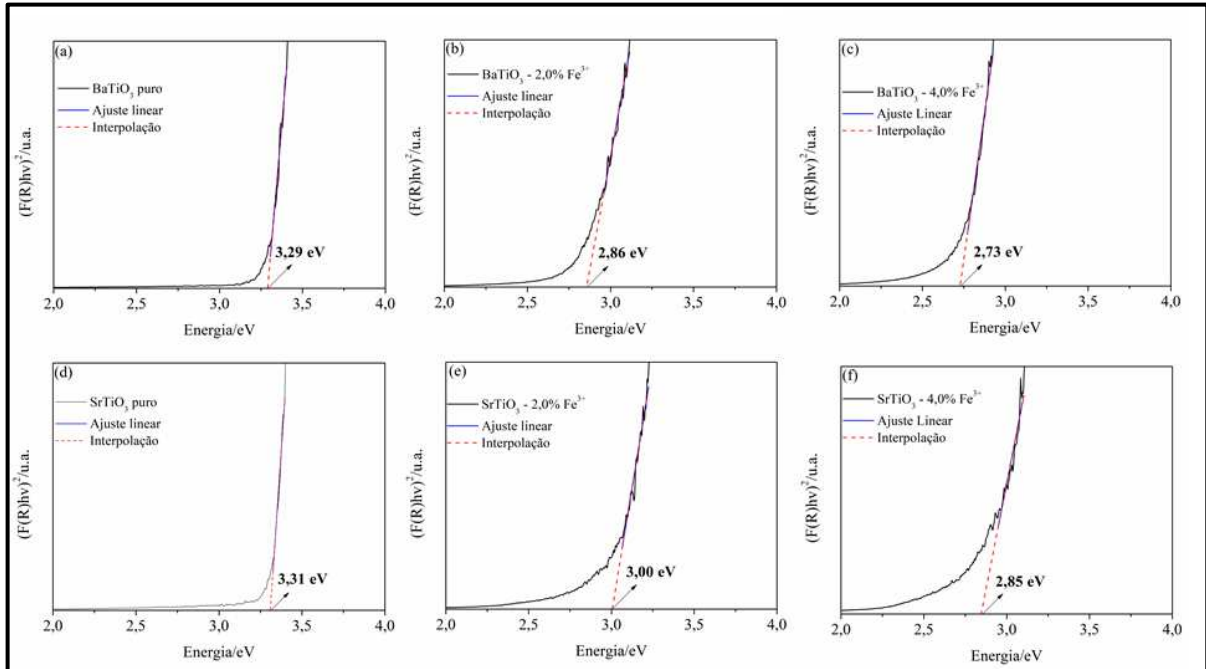 (a)
BaTiO3 puro
Ajuste linear
Interpolação
3,29 eV
(F(R)hν)²/u.a.
2,0 2,5 3,0 3,5 4,0
Energia/eV
(b)
BaTiO3 - 2,0% Fe³⁺
Ajuste linear
Interpolação
2,86 eV
(F(R)hν)²/u.a.
2,0 2,5 3,0 3,5 4,0
Energia/eV
(c)
BaTiO3 - 4,0% Fe³⁺
Ajuste Linear
Interpolação
2,73 eV
(F(R)hν)²/u.a.
2,0 2,5 3,0 3,5 4,0
Energia/eV
(d)
SrTiO3 puro
Ajuste linear
Interpolação
3,31 eV
(F(R)hν)²/u.a.
2,0 2,5 3,0 3,5 4,0
Energia/eV
(e)
SrTiO3 - 2,0% Fe³⁺
Ajuste linear
Interpolação
3,00 eV
(F(R)hν)²/u.a.
2,0 2,5 3,0 3,5 4,0
Energia/eV
(f)
SrTiO3 - 4,0% Fe³⁺
Ajuste Linear
Interpolação
2,85 eV
(F(R)hν)²/u.a.
2,0 2,5 3,0 3,5 4,0
Energia/eV